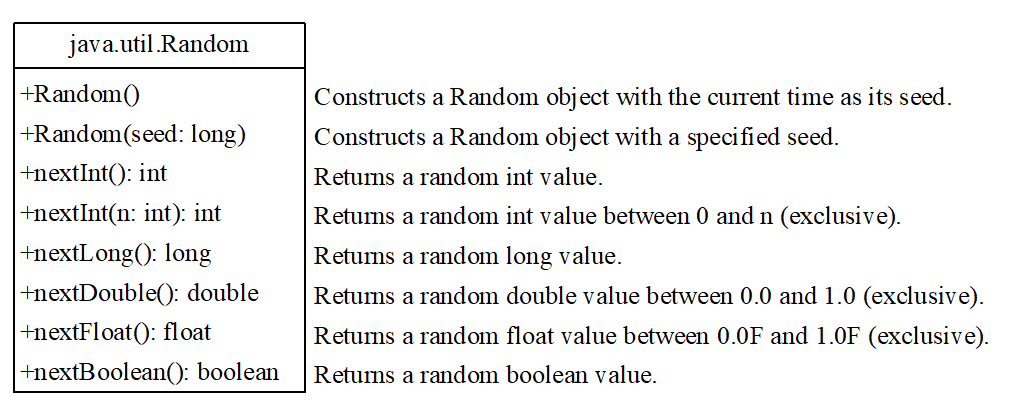 java.util.Random
+Random() Constructs a Random object with the current time as its seed.
+Random(seed: long) Constructs a Random object with a specified seed.
+nextInt(): int Returns a random int value.
+nextInt(n: int): int Returns a random int value between 0 and n (exclusive).
+nextLong(): long Returns a random long value.
+nextDouble(): double Returns a random double value between 0.0 and 1.0 (exclusive).
+nextFloat(): float Returns a random float value between 0.0F and 1.0F (exclusive).
+nextBoolean(): boolean Returns a random boolean value.